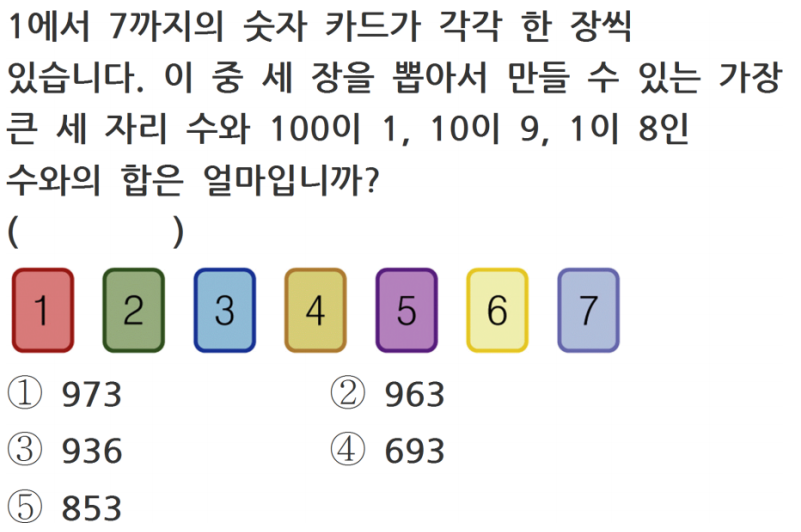 1에서 7까지의 숫자 카드가 각각 한 장씩
있습니다. 이 중 세 장을 뽑아서 만들 수 있는 가장
큰 세 자리 수와 100이 1, 10이 9, 1이 8인
수와의 합은 얼마입니까?
(          )
1 2 3 4 5 6 7
① 973 ② 963
③ 936 ④ 693
⑤ 853